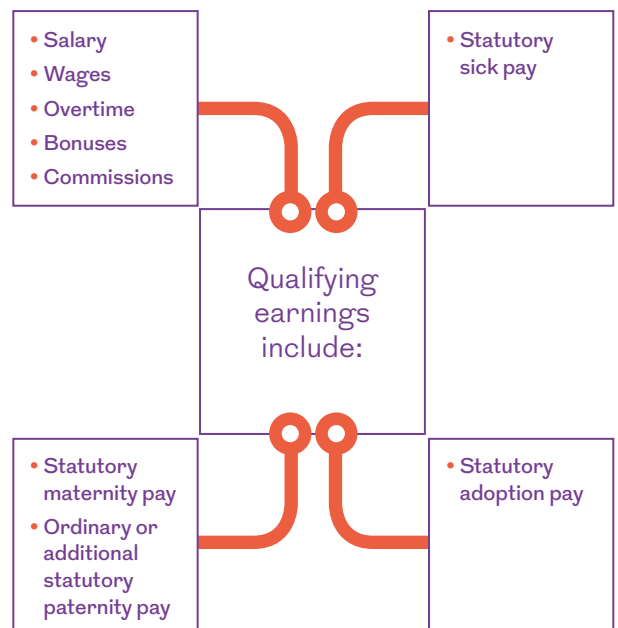 • Salary
• Wages
• Overtime
• Bonuses
• Commissions
• Statutory
sick pay
Qualifying
earnings
include:
• Statutory
maternity pay
• Ordinary or
additional
statutory
paternity pay
• Statutory
adoption pay